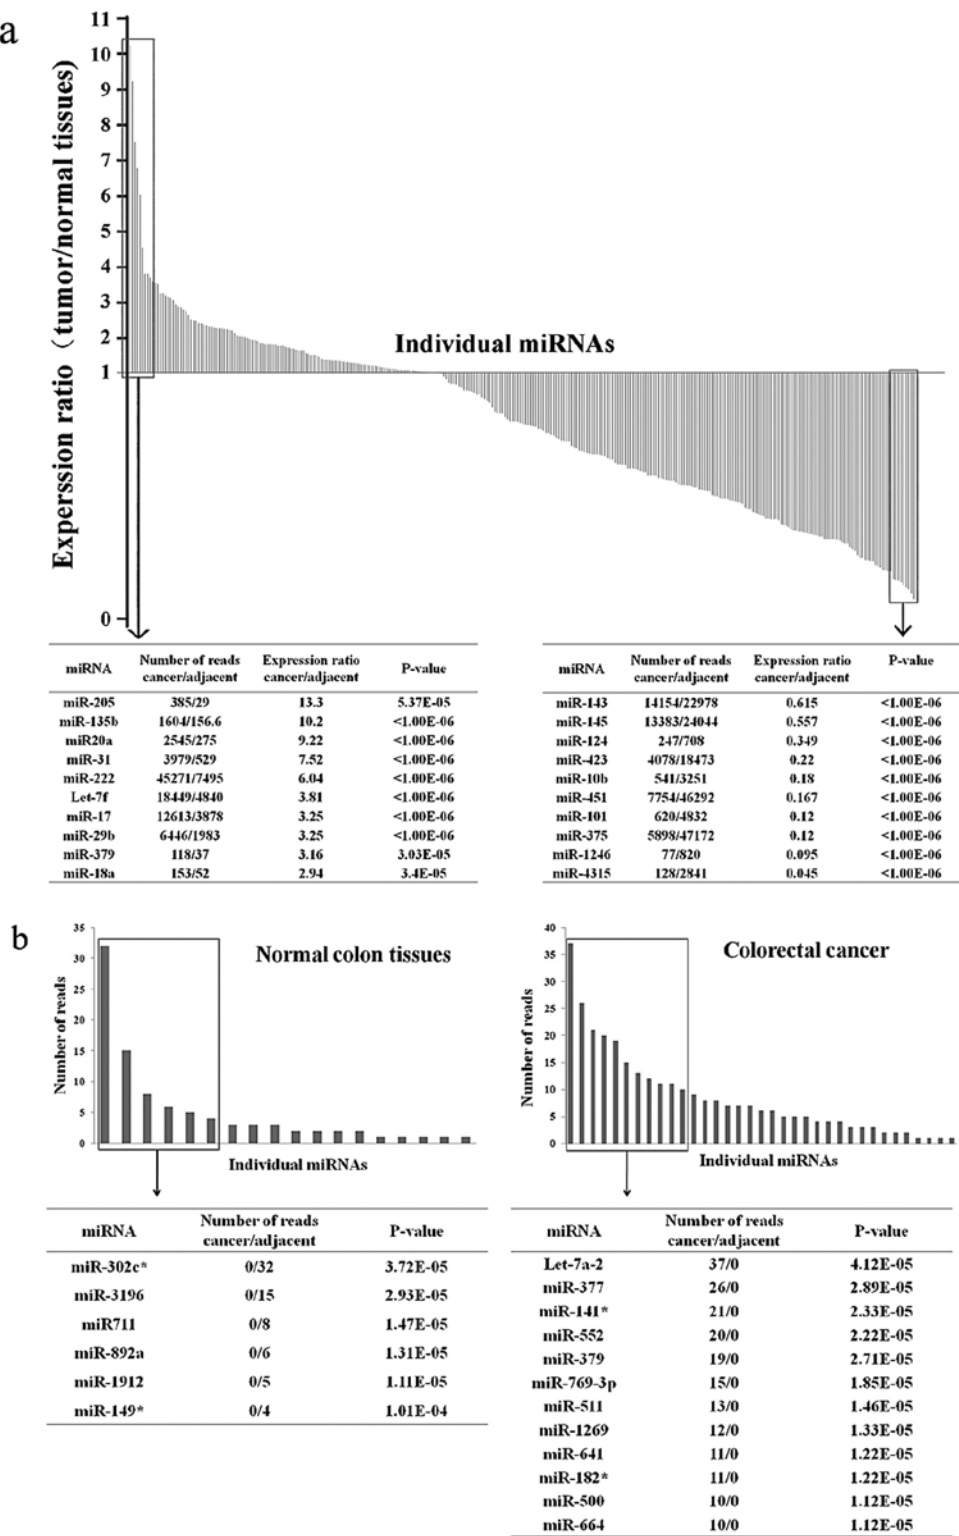 a
11
10
9
8
7
6
5
4
3
2
1
0
Experssion ratio (tumor/normal tissues)
Individual miRNAs
miRNA Number of reads cancer/adjacent Expression ratio cancer/adjacent P-value
miR-205 385/29 13.3 5.37E-05
miR-135b 1604/156.6 10.2 <1.00E-06
miR20a 2545/275 9.22 <1.00E-06
miR-31 3979/529 7.52 <1.00E-06
miR-222 45271/7495 6.04 <1.00E-06
Let-7f 18449/4840 3.81 <1.00E-06
miR-17 12613/3878 3.25 <1.00E-06
miR-29b 6446/1983 3.25 <1.00E-06
miR-379 118/37 3.16 3.03E-05
miR-18a 153/52 2.94 3.4E-05
miRNA Number of reads cancer/adjacent Expression ratio cancer/adjacent P-value
miR-143 14154/22978 0.615 <1.00E-06
miR-145 13383/24044 0.557 <1.00E-06
miR-124 247/708 0.349 <1.00E-06
miR-423 4078/18473 0.22 <1.00E-06
miR-10b 541/3251 0.18 <1.00E-06
miR-451 7754/46292 0.167 <1.00E-06
miR-101 620/4832 0.12 <1.00E-06
miR-375 5898/47172 0.12 <1.00E-06
miR-1246 77/820 0.095 <1.00E-06
miR-4315 128/2841 0.045 <1.00E-06
b
35
30
25
20
15
10
5
0
Number of reads
Normal colon tissues
Individual miRNAs
40
35
30
25
20
15
10
5
0
Number of reads
Colorectal cancer
Individual miRNAs
miRNA Number of reads cancer/adjacent P-value
miR-302c* 0/32 3.72E-05
miR-3196 0/15 2.93E-05
miR711 0/8 1.47E-05
miR-892a 0/6 1.31E-05
miR-1912 0/5 1.11E-05
miR-149* 0/4 1.01E-04
miRNA Number of reads cancer/adjacent P-value
Let-7a-2 37/0 4.12E-05
miR-377 26/0 2.89E-05
miR-141* 21/0 2.33E-05
miR-552 20/0 2.22E-05
miR-379 19/0 2.71E-05
miR-769-3p 15/0 1.85E-05
miR-511 13/0 1.46E-05
miR-1269 12/0 1.33E-05
miR-641 11/0 1.22E-05
miR-182* 11/0 1.22E-05
miR-500 10/0 1.12E-05
miR-664 10/0 1.12E-05